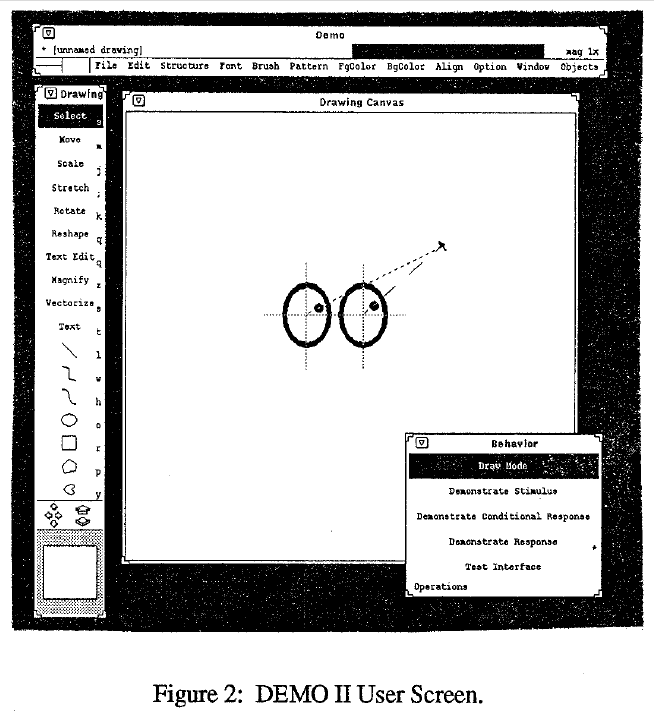 Demo
* [unnamed drawing] mag 1x
File Edit Structure Font Brush Pattern FgColor BgColor Align Option Window Objects
Drawing
Select s
Move m
Scale j
Stretch ;
Rotate k
Reshape q
Text Edit q
Magnify z
Vectorize s
Text t
l
w
h
o
r
p
y
Drawing Canvas
Behavior
Draw Mode
Demonstrate Stimulus
Demonstrate Conditional Response
Demonstrate Response *
Test Interface
Operations
Figure 2: DEMO II User Screen.